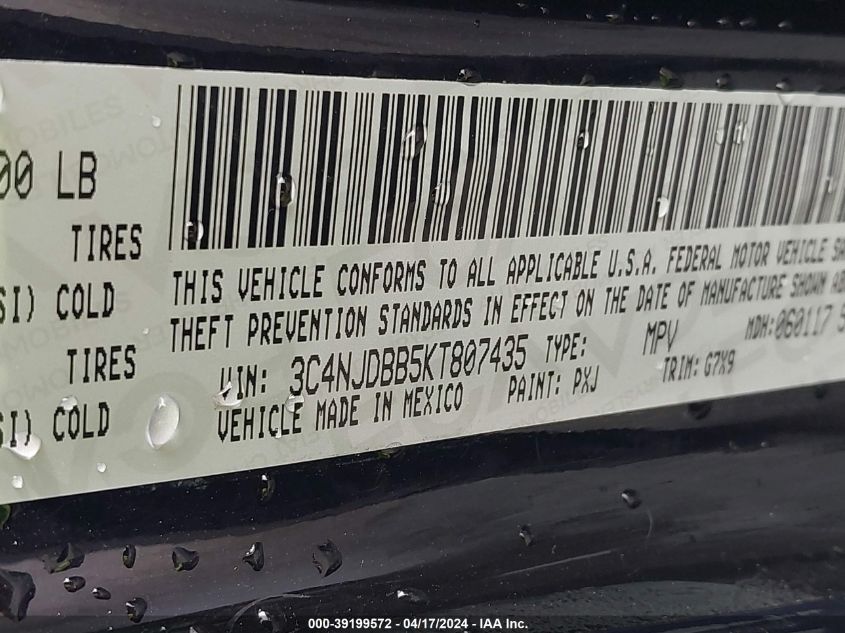 00 LB
TIRES
SI) COLD
TIRES
SI) COLD
THIS VEHICLE CONFORMS TO ALL APPLICABLE U.S.A. FEDERAL MOTOR VEHICLE
THEFT PREVENTION STANDARDS IN EFFECT ON THE DATE OF MANUFACTURE SHOWN
VIN: 3C4NJDBB5KT807435 TYPE: MPV MDH: 060117
VEHICLE MADE IN MEXICO PAINT: PXJ TRIM: G7X9
000-39199572 / 04/17/2024 - IAA Inc.